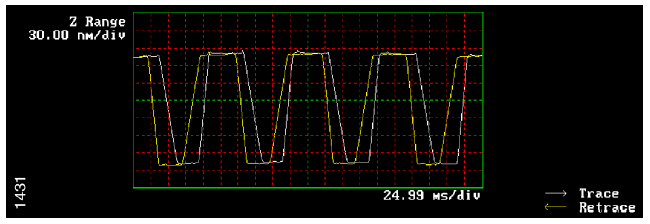 Z Range
30.00 nM/div
24.99 Ms/div
1431
Trace
Retrace